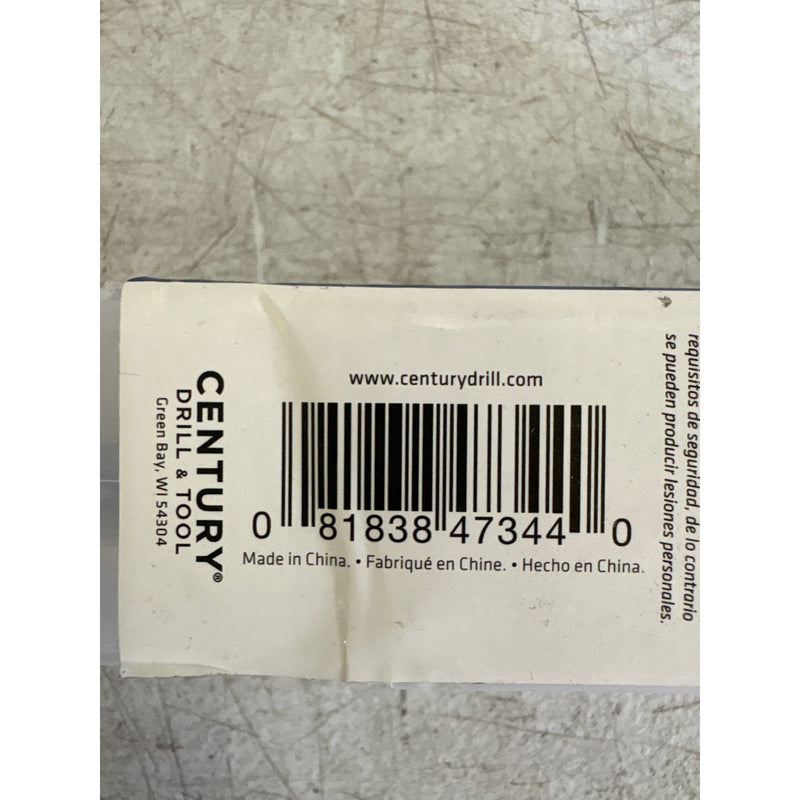 www.centurydrill.com
0 81838 47344 0
Made in China. • Fabriqué en Chine. • Hecho en China.
CENTURY®
DRILL & TOOL
Green Bay, WI 54304
requisitos de seguridad, de lo contrario
se pueden producir lesiones personales.